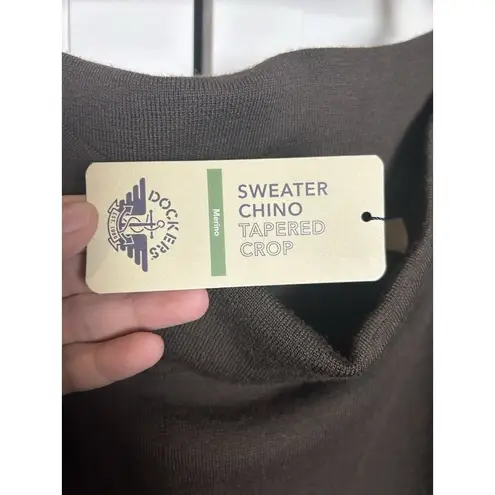 DOCKERS
Merino
SWEATER
CHINO
TAPERED
CROP